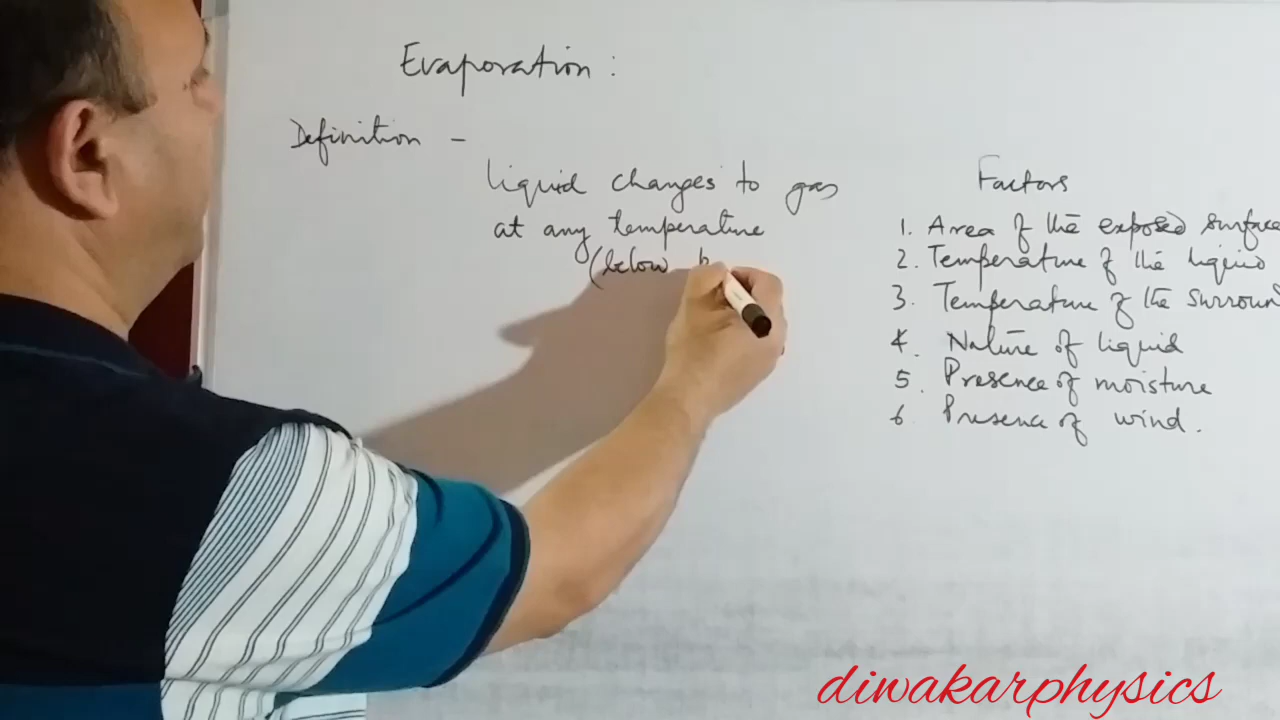 Evaporation :
Definition -
liquid changes to gas
at any temperature
(below b
Factors
1. Area of the exposed surface
2. Temperature of the liquid
3. Temperature of the surroun
4. Nature of liquid
5. Presence of moisture
6 Presence of wind.
diwakarphysics